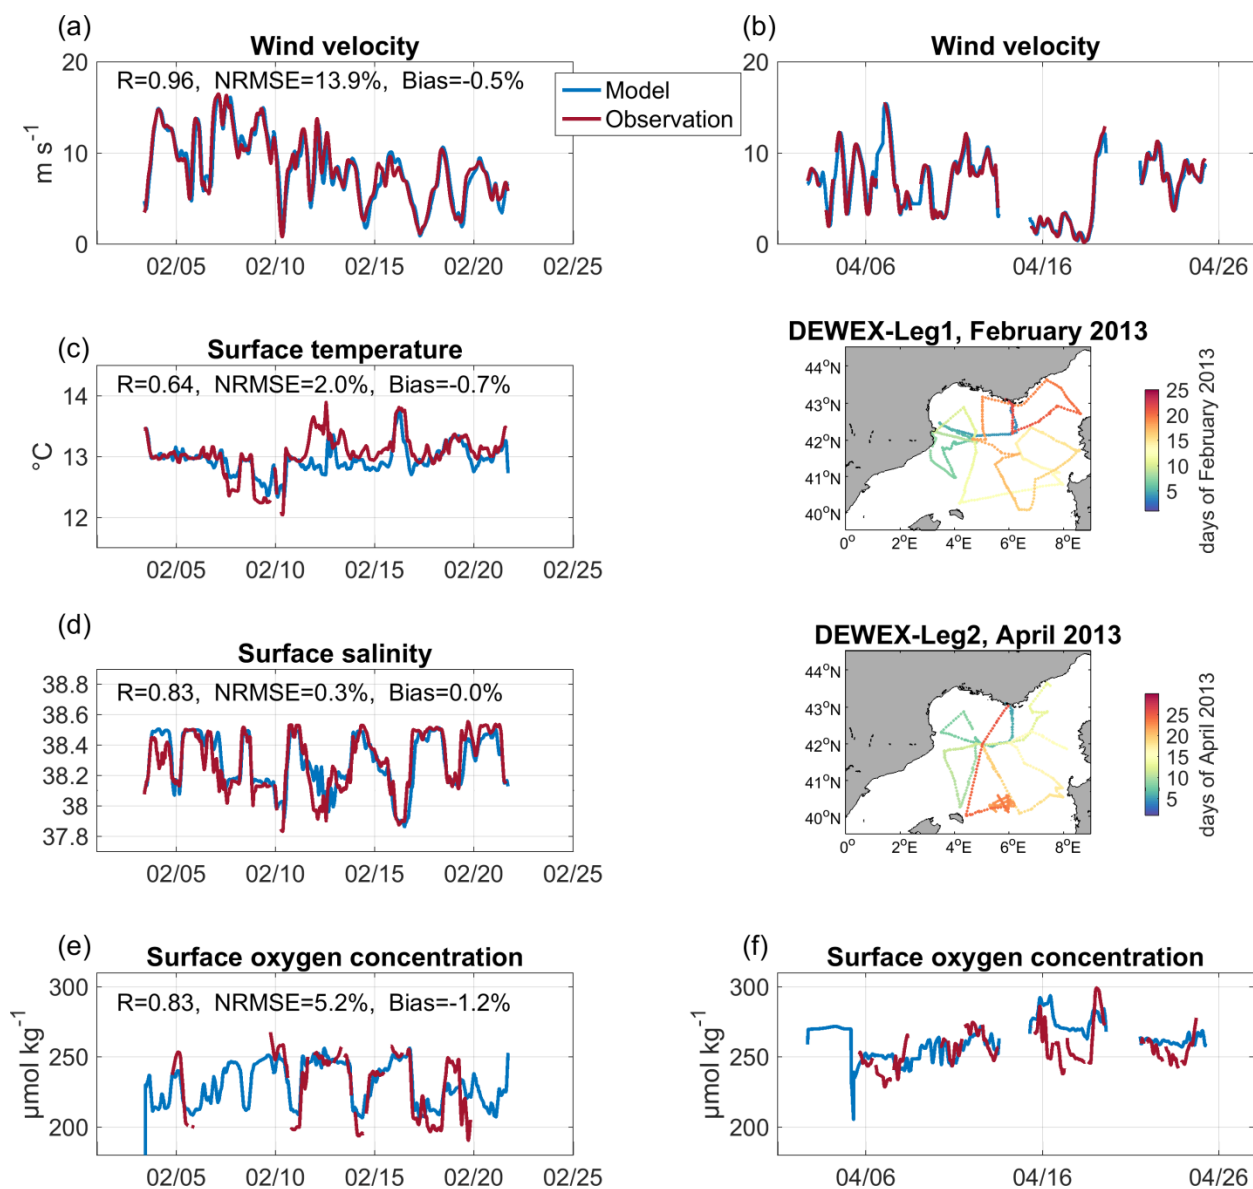 (a)
Wind velocity
R=0.96, NRMSE=13.9%, Bias=-0.5%
20
10
0
m s-1
02/05
02/10
02/15
02/20
02/25
Model
Observation
(b)
Wind velocity
20
10
0
04/06
04/16
04/26
(c)
Surface temperature
R=0.64, NRMSE=2.0%, Bias=-0.7%
14
13
12
°C
02/05
02/10
02/15
02/20
02/25
DEWEX-Leg1, February 2013
44°N
43°N
42°N
41°N
40°N
0°
2°E
4°E
6°E
8°E
25
20
15
10
5
days of February 2013
(d)
Surface salinity
R=0.83, NRMSE=0.3%, Bias=0.0%
38.8
38.6
38.4
38.2
38
37.8
02/05
02/10
02/15
02/20
02/25
DEWEX-Leg2, April 2013
44°N
43°N
42°N
41°N
40°N
0°
2°E
4°E
6°E
8°E
25
20
15
10
5
days of April 2013
(e)
Surface oxygen concentration
R=0.83, NRMSE=5.2%, Bias=-1.2%
300
250
200
µmol kg-1
02/05
02/10
02/15
02/20
02/25
(f)
Surface oxygen concentration
300
250
200
µmol kg-1
04/06
04/16
04/26